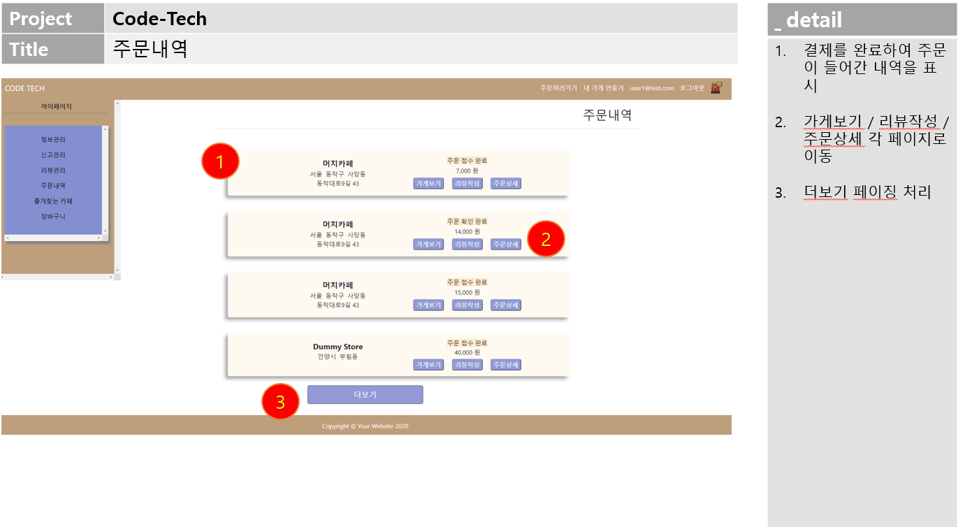 Project
Code-Tech
Title
주문내역
CODE TECH
주문하러가기 내 가게 만들기 user1@test.com 로그아웃
마이페이지
정보관리
신고관리
리뷰관리
주문내역
즐겨찾는 카페
장바구니
주문내역
1
머치카페
서울 동작구 사당동
동작대로9길 43
주문 접수 완료
7,000 원
가게보기 리뷰작성 주문상세
머치카페
서울 동작구 사당동
동작대로9길 43
주문 확인 완료
14,000 원
가게보기 리뷰작성 주문상세
2
머치카페
서울 동작구 사당동
동작대로9길 43
주문 접수 완료
15,000 원
가게보기 리뷰작성 주문상세
Dummy Store
안양시 부림동
주문 접수 완료
40,000 원
가게보기 리뷰작성 주문상세
3
더보기
Copyright © Your Website 2020
_ detail
1. 결제를 완료하여 주문
이 들어간 내역을 표
시
2. 가게보기 / 리뷰작성 /
주문상세 각 페이지로
이동
3. 더보기 페이징 처리